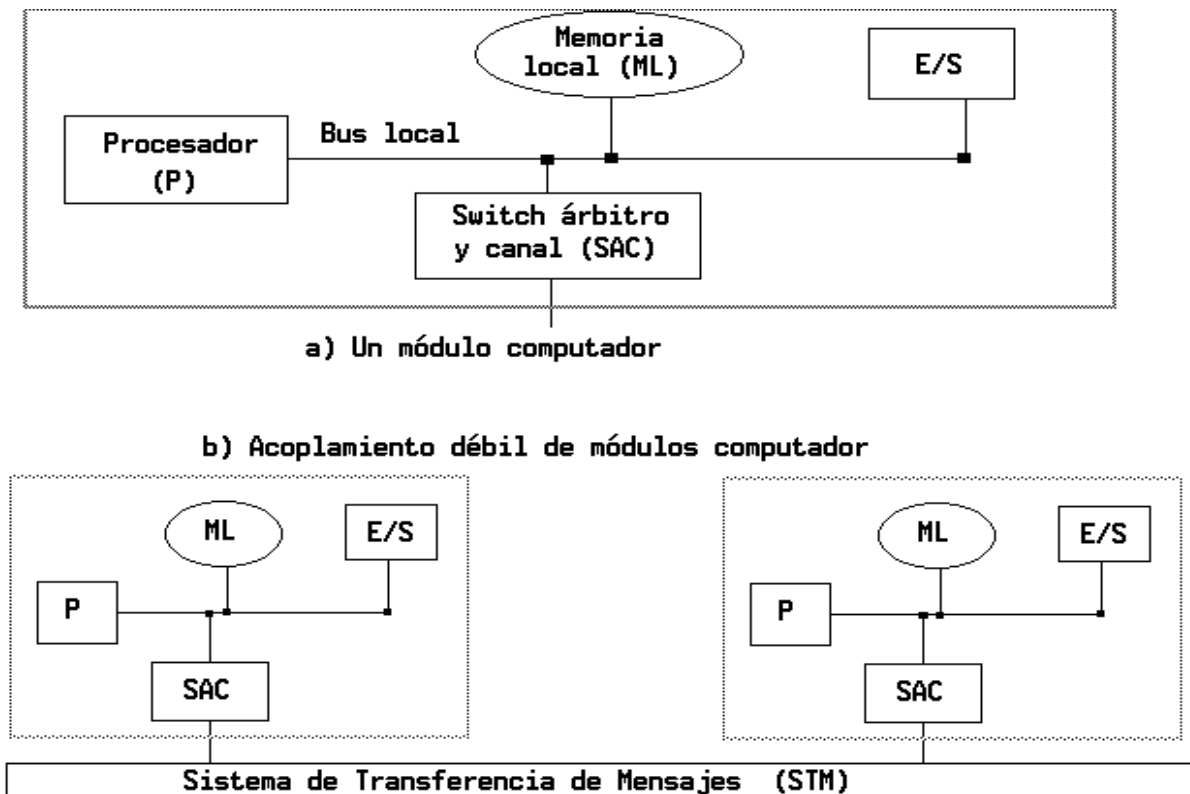 Memoria
local (ML)
E/S
Procesador
(P)
Bus local
Switch árbitro
y canal (SAC)
a) Un módulo computador
b) Acoplamiento débil de módulos computador
ML
E/S
P
SAC
ML
E/S
P
SAC
Sistema de Transferencia de Mensajes (STM)